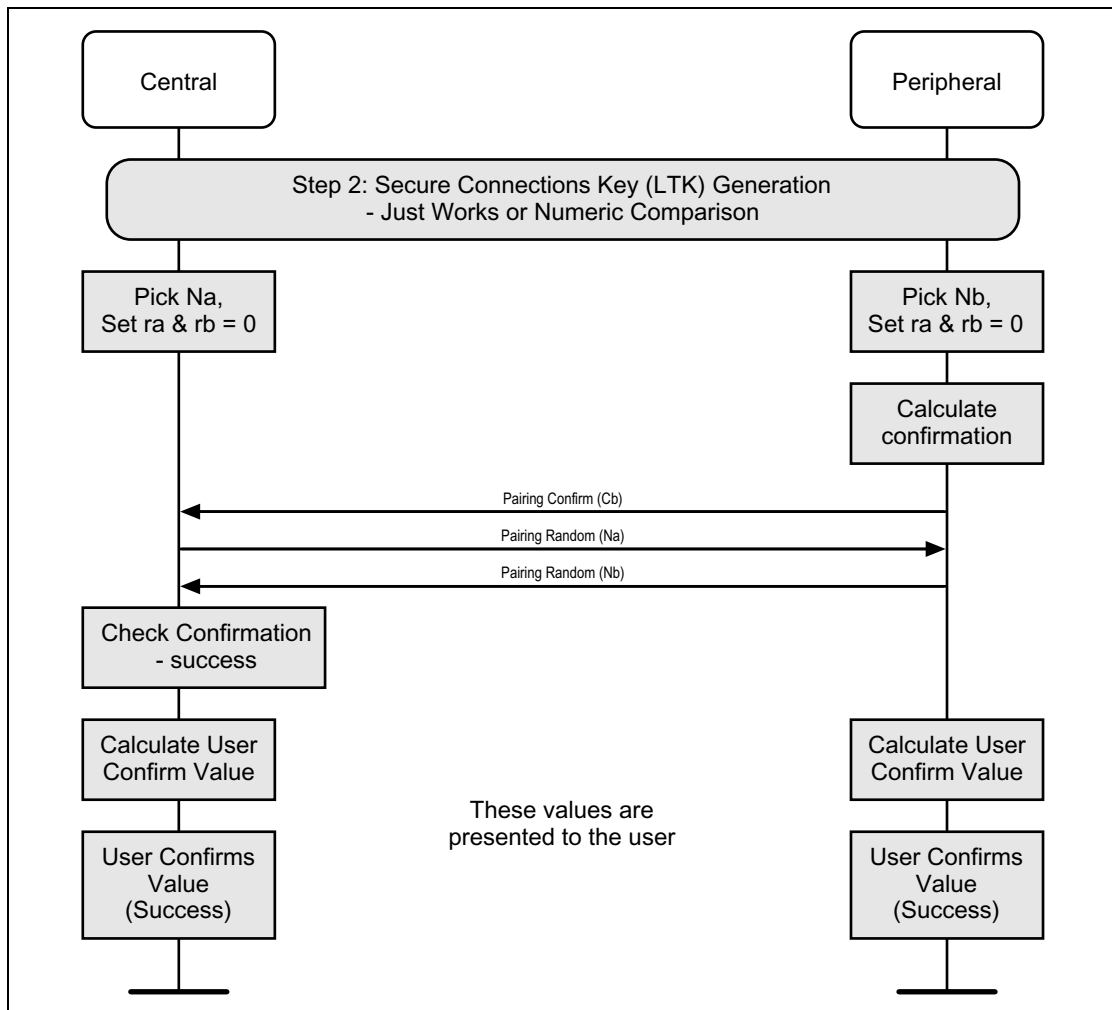 Central
Peripheral
Step 2: Secure Connections Key (LTK) Generation
- Just Works or Numeric Comparison
Pick Na,
Set ra & rb = 0
Pick Nb,
Set ra & rb = 0
Calculate
confirmation
Pairing Confirm (Cb)
Pairing Random (Na)
Pairing Random (Nb)
Check Confirmation
- success
Calculate User
Confirm Value
Calculate User
Confirm Value
These values are
presented to the user
User Confirms
Value
(Success)
User Confirms
Value
(Success)